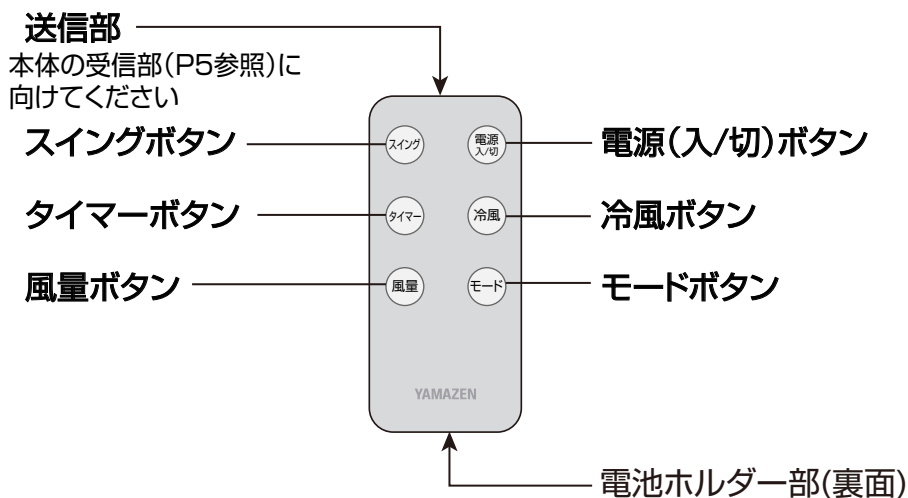 送信部
本体の受信部(P5参照)に
向けてください
スイングボタン
スイング
電源
入/切
電源(入/切)ボタン
タイマーボタン
タイマー
冷風
冷風ボタン
風量ボタン
風量
モード
モードボタン
YAMAZEN
電池ホルダー部(裏面)